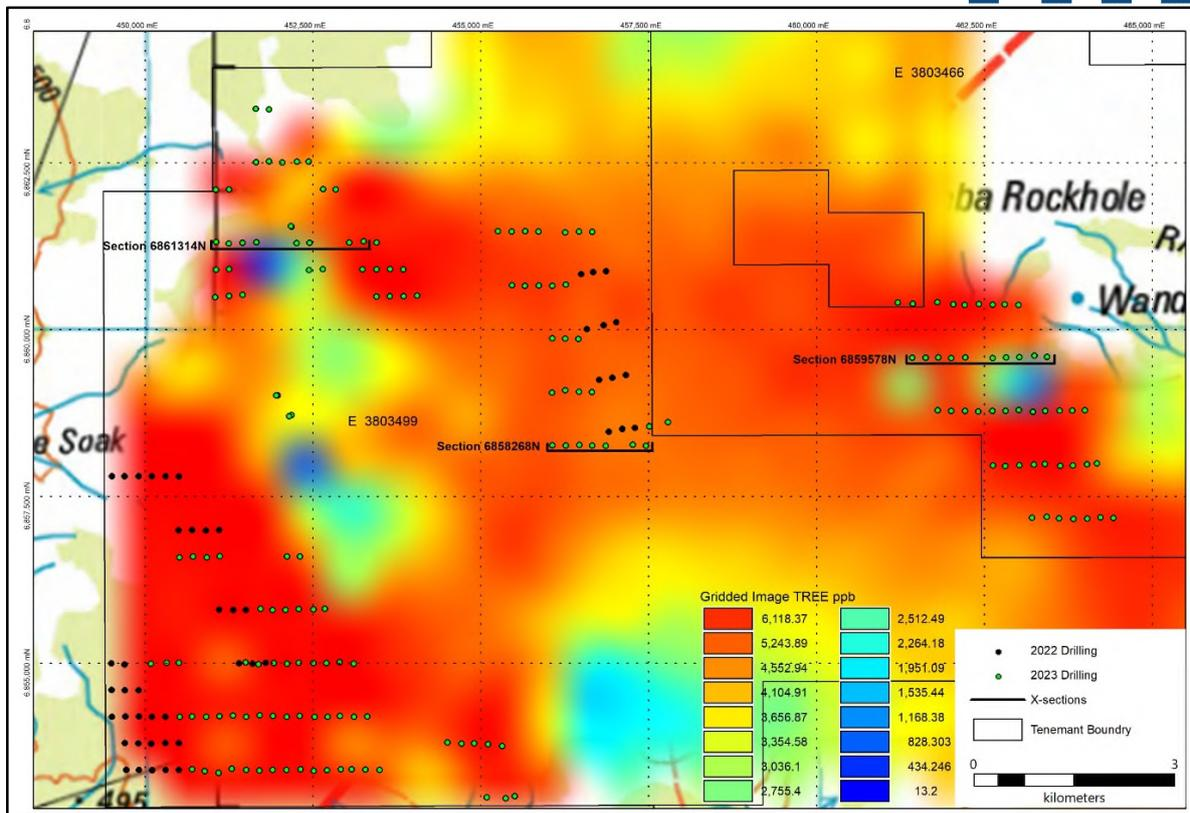 450,000 mE 452,500 mE 455,000 mE 457,500 mE 460,000 mE 462,500 mE 465,000 mE
500
E 3803466
6,862,500 mN
ba Rockhole
Section 6861314N
Wand
6,860,000 mN
Section 6859578N
E 3803499
e Soak
Section 6858268N
6,857,500 mN
6,855,000 mN
495
Gridded Image TREE ppb
6,118.37 2,512.49
5,243.89 2,264.18
4,552.94 1,951.09
4,104.91 1,535.44
3,656.87 1,168.38
3,354.58 828.303
3,036.1 434.246
2,755.4 13.2
2022 Drilling
2023 Drilling
X-sections
Tenemant Boundry
0 3
kilometers